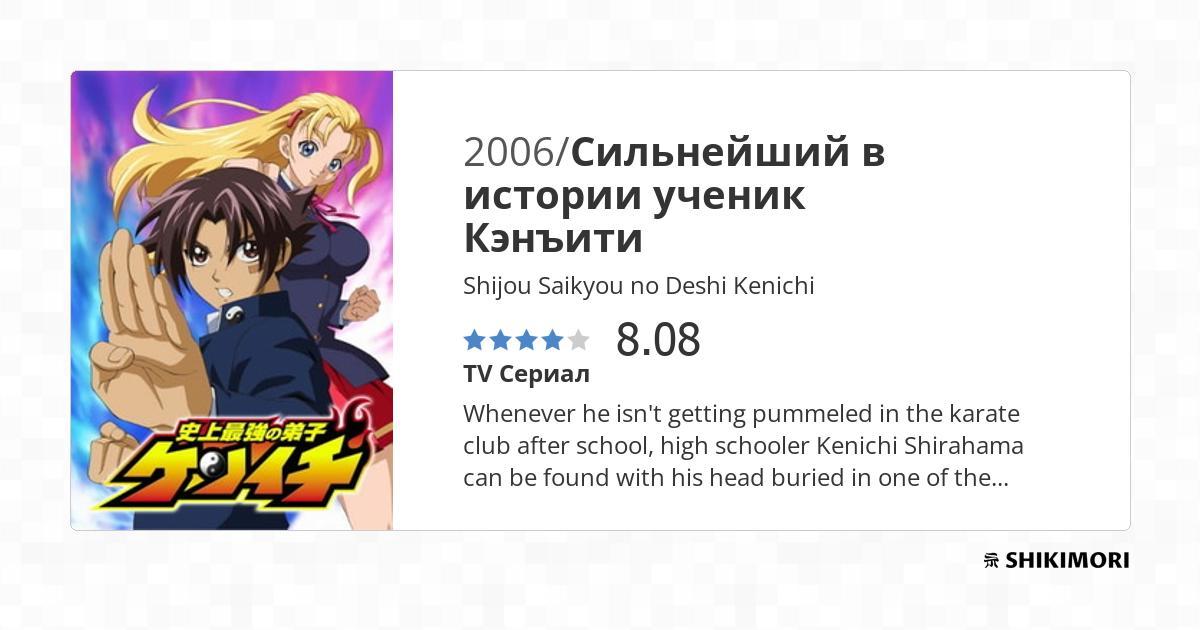 2006/Сильнейший в
истории ученик
Кэнъити
Shijou Saikyou no Deshi Kenichi
8.08
TV Сериал
Whenever he isn't getting pummeled in the karate
club after school, high schooler Kenichi Shirahama
can be found with his head buried in one of the...
史上最強の弟子
ケンイチ
SHIKIMORI